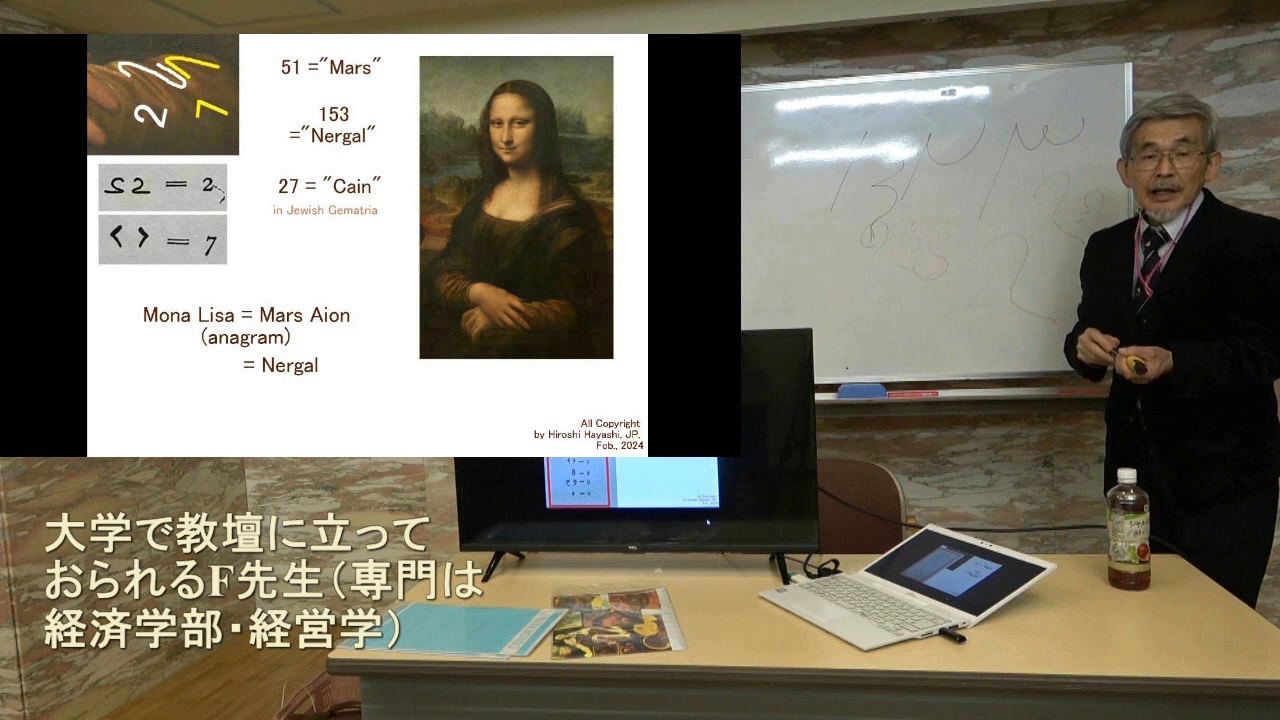 2
7
51 ="Mars"
153
="Nergal"
27 = "Cain"
in Jewish Gematria
= 2
< > = 7
Mona Lisa = Mars Aion
(anagram)
= Nergal
All Copyright
by Hiroshi Hayashi, JP.
Feb., 2024
TCL
大学で教壇に立って
おられるF先生(専門は
経済学部・経営学)